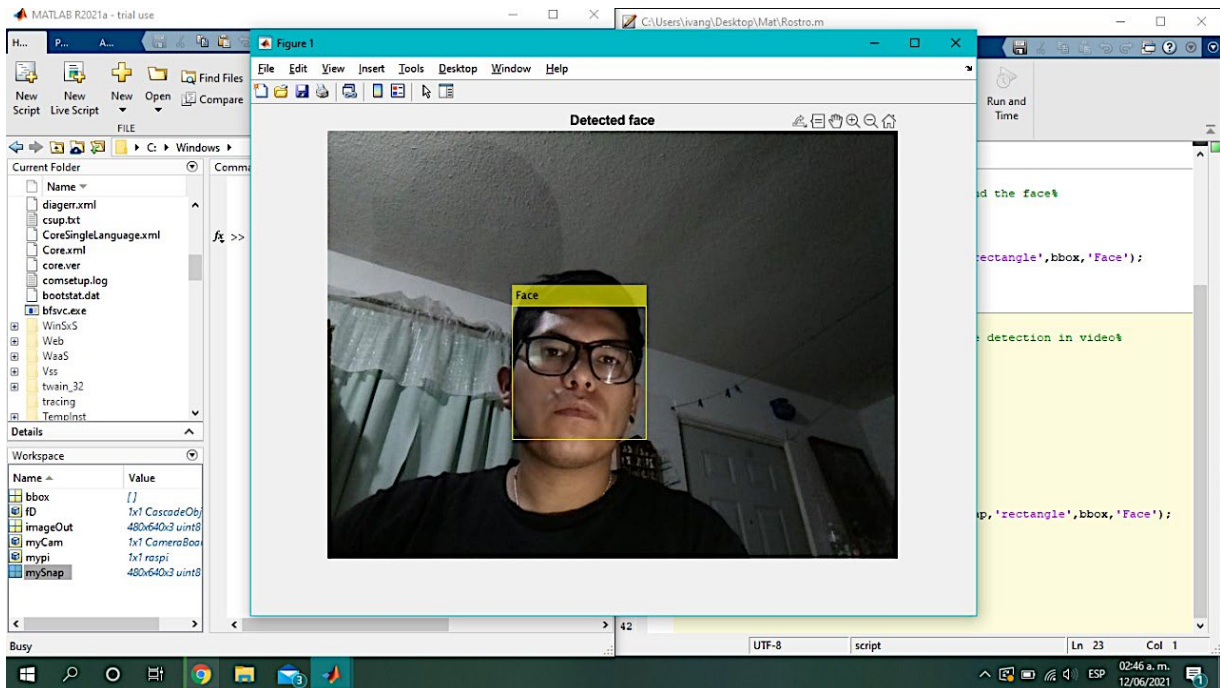 MATLAB R2021a - trial use
H...
P...
A...
New
Script
New
Live Script
New
Open
Find Files
Compare
FILE
C: Windows
Current Folder
Name
diagerr.xml
csup.txt
CoreSingleLanguage.xml
Core.xml
core.ver
comsetup.log
bootstat.dat
bfsvc.exe
WinSxS
Web
WaaS
Vss
twain_32
tracing
TempInst
Details
Workspace
Name Value
bbox []
fD 1x1 CascadeObj
imageOut 480x640x3 uint8
myCam 1x1 CameraBoa
mypi 1x1 raspi
mySnap 480x640x3 uint8
Busy
Comma
fx >>
Figure 1
File Edit View Insert Tools Desktop Window Help
Detected face
Face
C:\Users\ivang\Desktop\Mat\Rostro.m
Run and
Time
d the face%
ectangle',bbox,'Face');
detection in video%
p,'rectangle',bbox,'Face');
42
UTF-8 script Ln 23 Col 1
3
ESP
02:46 a. m.
12/06/2021
1